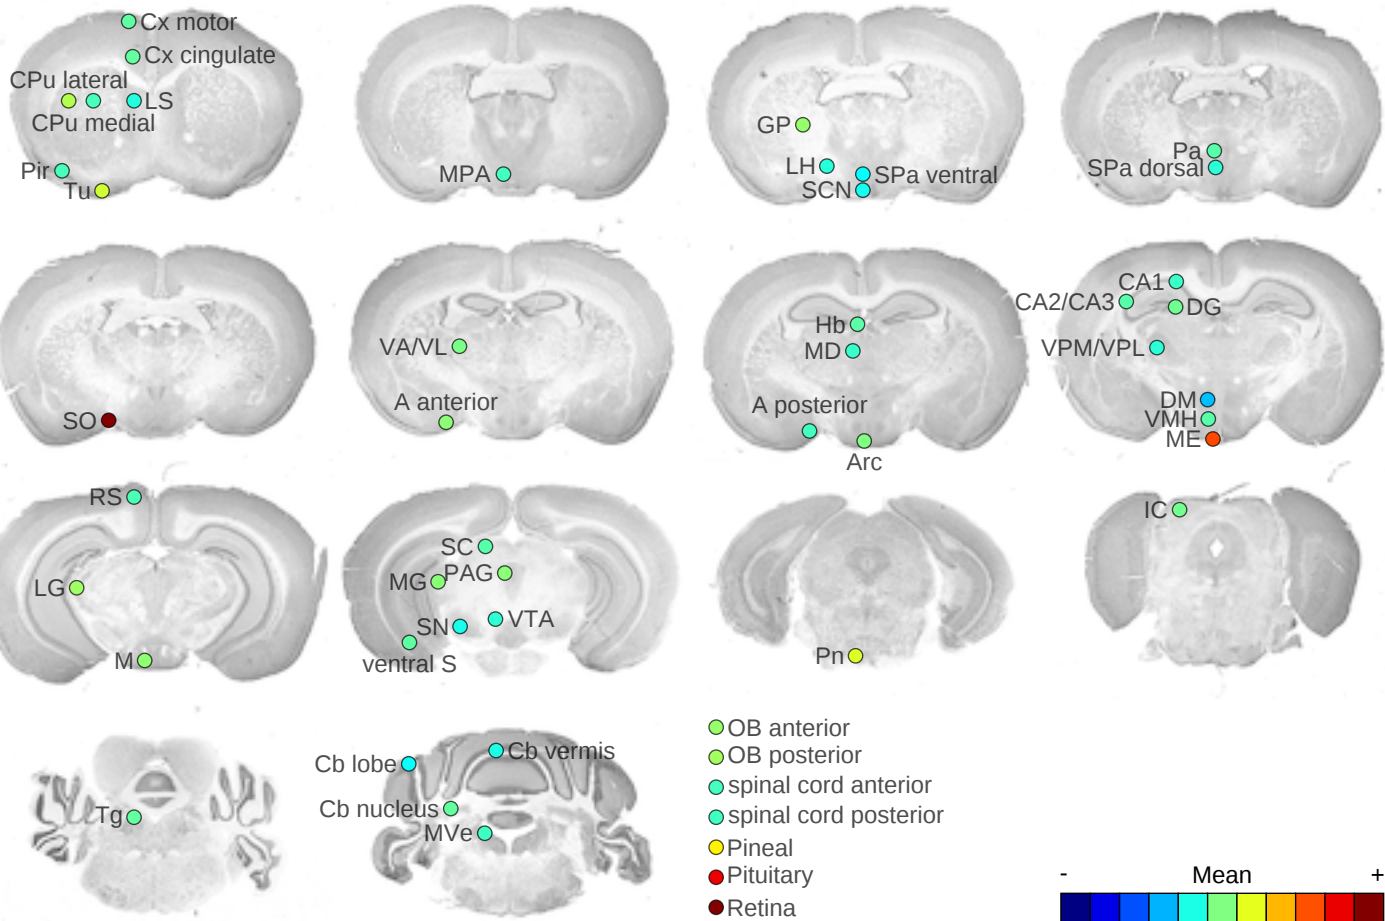 Cx motor
Cx cingulate
CPu lateral
LS
CPu medial
Pir
Tu
MPA
GP
LH
SPa ventral
SCN
Pa
SPa dorsal
SO
VA/VL
A anterior
Hb
MD
A posterior
Arc
CA1
CA2/CA3
DG
VPM/VPL
DM
VMH
ME
RS
LG
M
SC
MG
PAG
SN
VTA
ventral S
Pn
IC
Tg
Cb lobe
Cb vermis
Cb nucleus
MVe
OB anterior
OB posterior
spinal cord anterior
spinal cord posterior
Pineal
Pituitary
Retina
- Mean +